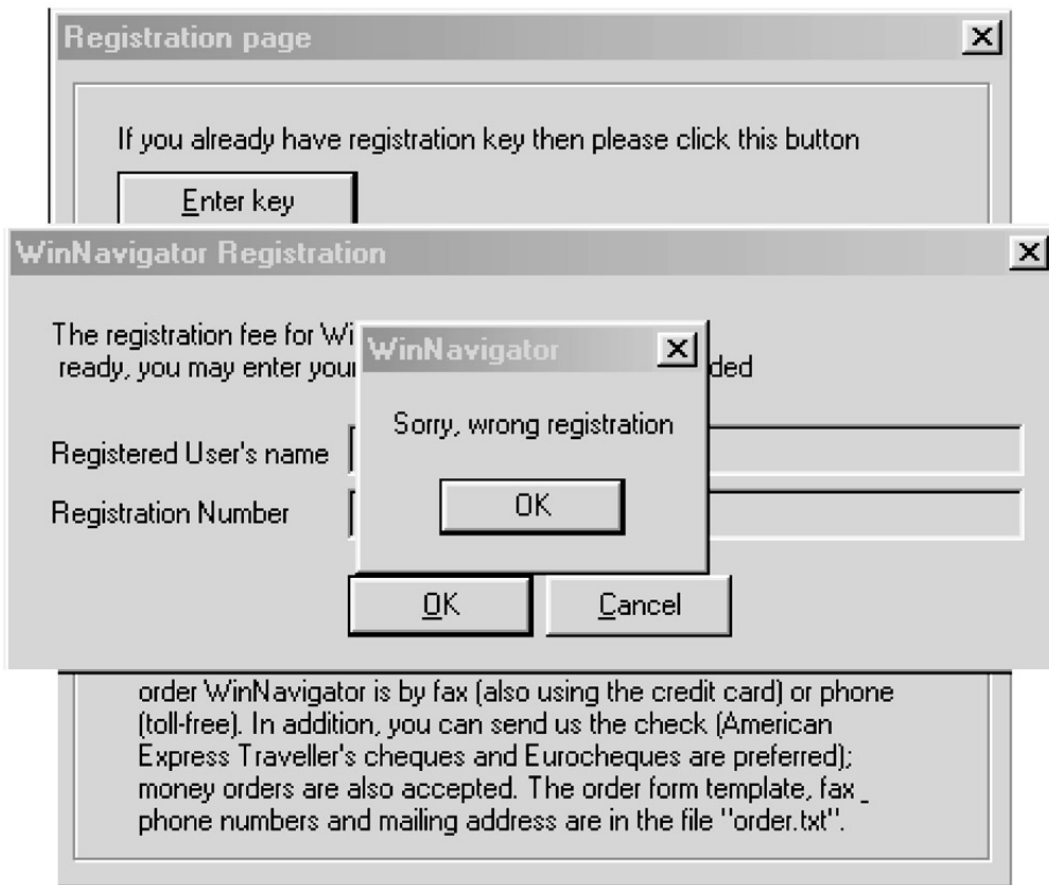 Registration page
If you already have registration key then please click this button
Enter key
WinNavigator Registration
The registration fee for
ready, you may enter your
WinNavigator
Sorry, wrong registration
OK
Registered User's name
Registration Number
OK Cancel
order WinNavigator is by fax (also using the credit card) or phone
(toll-free). In addition, you can send us the check (American
Express Traveller's cheques and Eurocheques are preferred);
money orders are also accepted. The order form template, fax _
phone numbers and mailing address are in the file "order.txt".